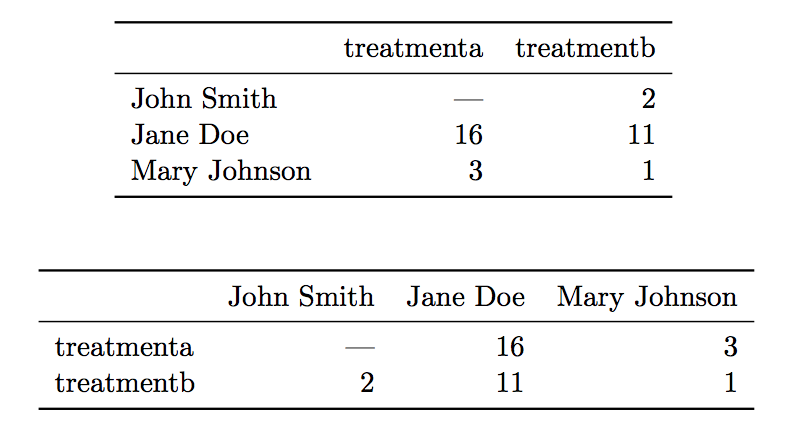 treatmenta treatmentb
John Smith — 2
Jane Doe 16 11
Mary Johnson 3 1
John Smith Jane Doe Mary Johnson
treatmenta — 16 3
treatmentb 2 11 1